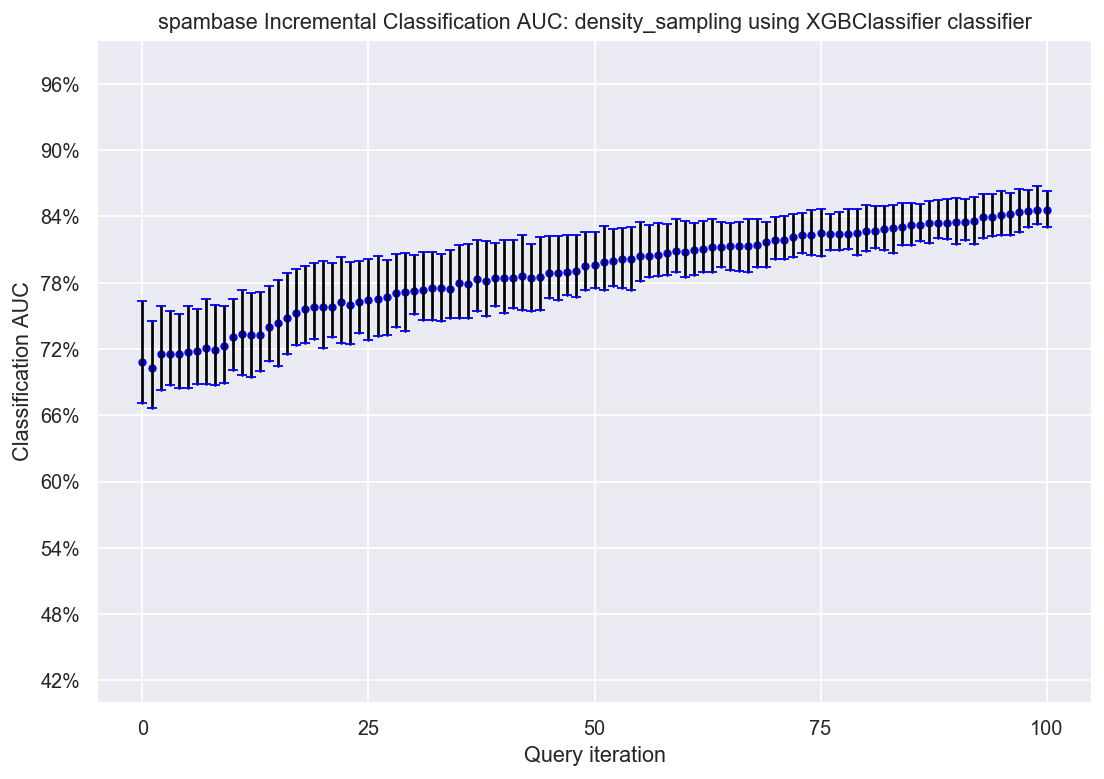 spambase Incremental Classification AUC: density_sampling using XGBClassifier classifier
96%
90%
84%
78%
72%
66%
60%
54%
48%
42%
Classification AUC
0 25 50 75 100
Query iteration